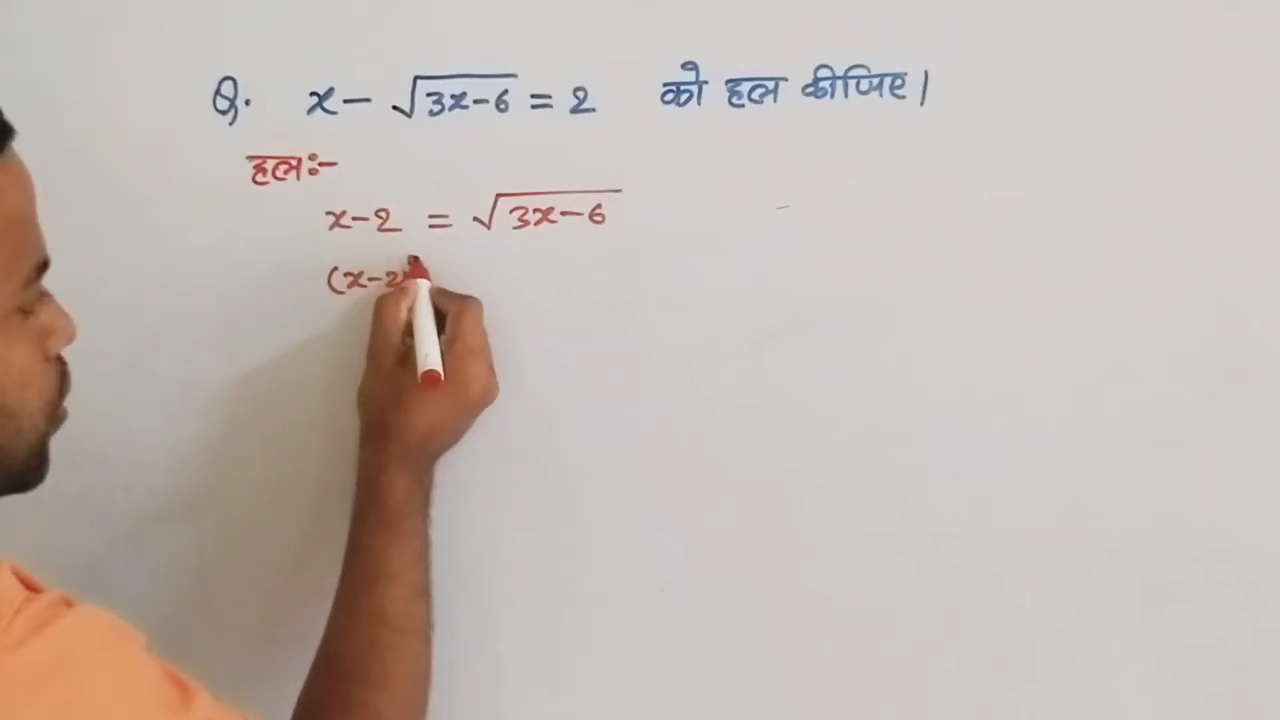 Q. x - √(3x-6) = 2 को हल कीजिए।
हलः-
x-2 = √(3x-6)
(x-2)